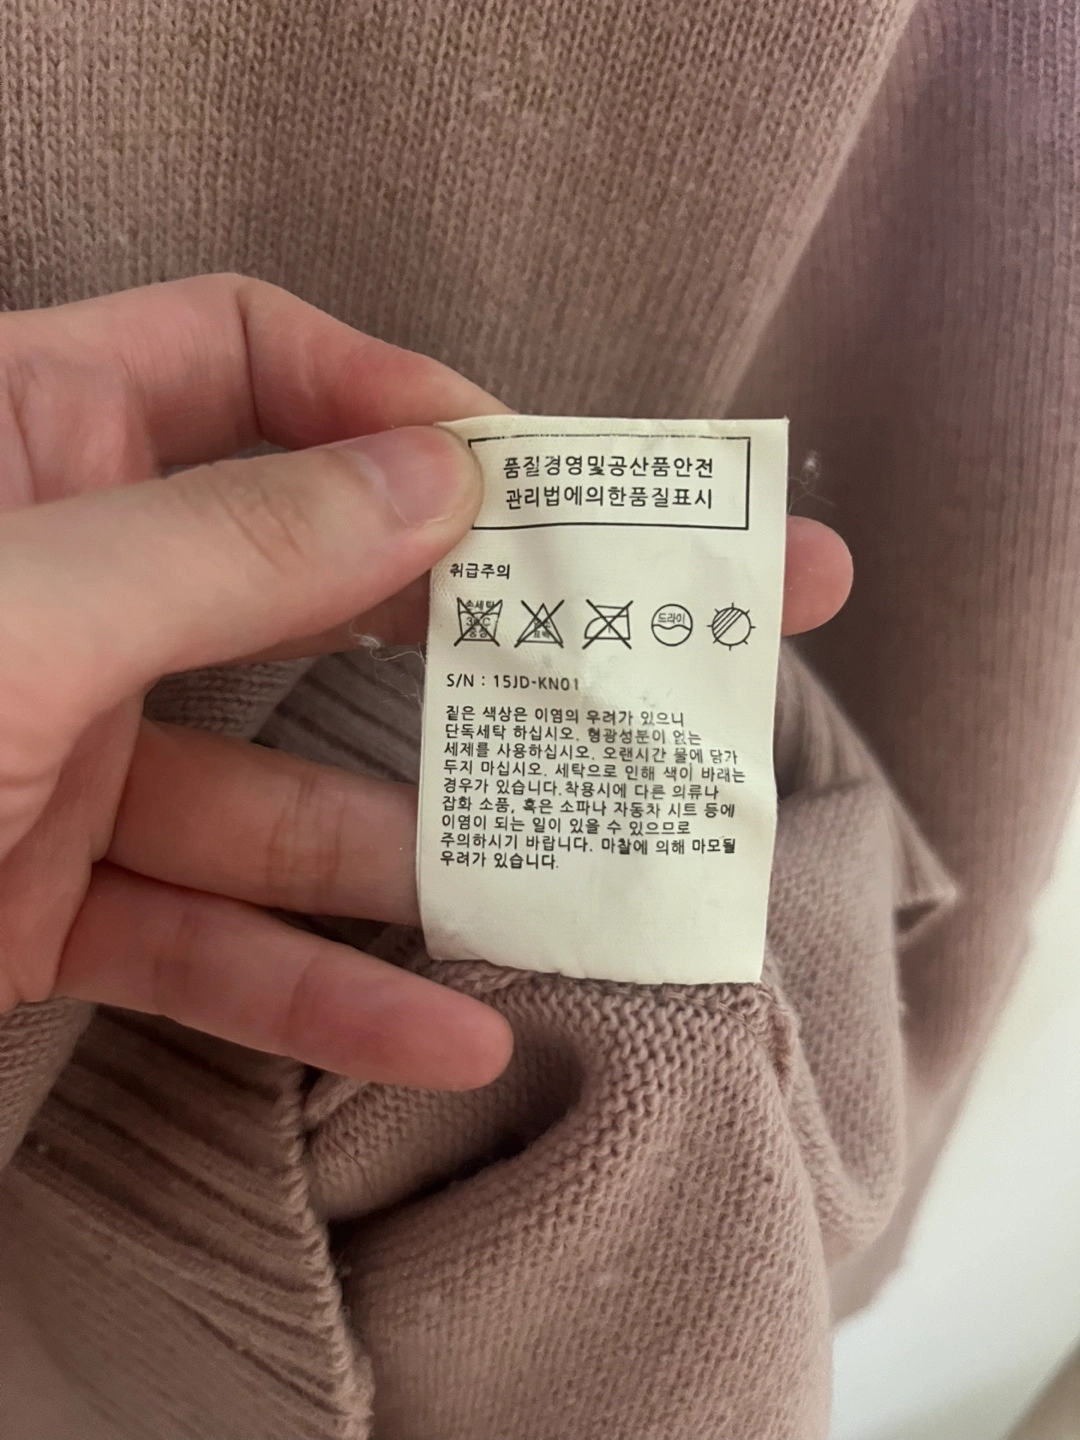 품질경영및공산품안전
관리법에의한품질표시
취급주의
손세탁
중성
드라이
S/N : 15JD-KN01
짙은 색상은 이염의 우려가 있으니
단독세탁 하십시오. 형광성분이 없는
세제를 사용하십시오. 오랜시간 물에 담가
두지 마십시오. 세탁으로 인해 색이 바래는
경우가 있습니다.착용시에 다른 의류나
잡화 소품, 혹은 소파나 자동차 시트 등에
이염이 되는 일이 있을 수 있으므로
주의하시기 바랍니다. 마찰에 의해 마모될
우려가 있습니다.